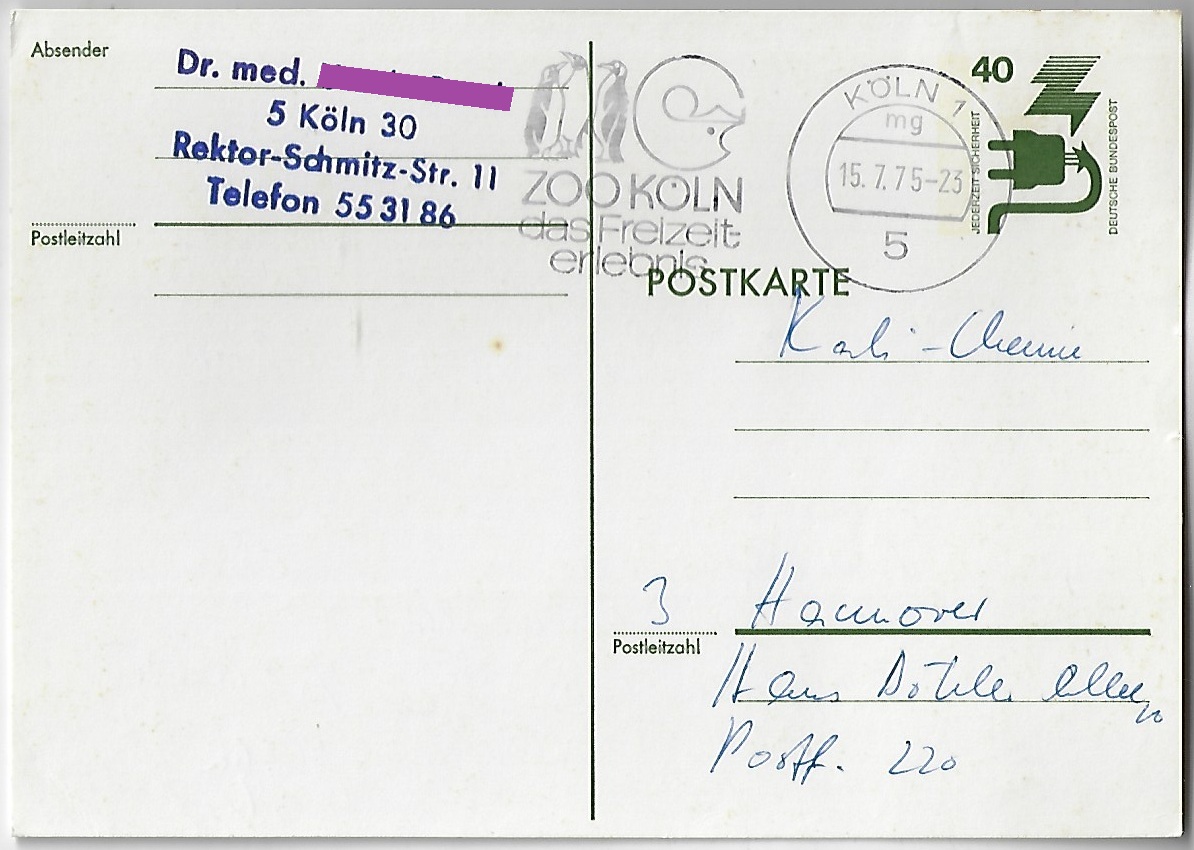 Absender
Dr. med.
5 Köln 30
Rektor-Schmitz-Str. 11
Telefon 55 31 86
Postleitzahl
ZOO KÖLN
das Freizeit
erlebnis
KÖLN 1
mg
15.7.75-23
5
40
JEDERZEIT SICHERHEIT
DEUTSCHE BUNDESPOST
POSTKARTE
Kali-Chemie
3 Hannover
Postleitzahl
Hans Böckler Allee 20
Postf. 220